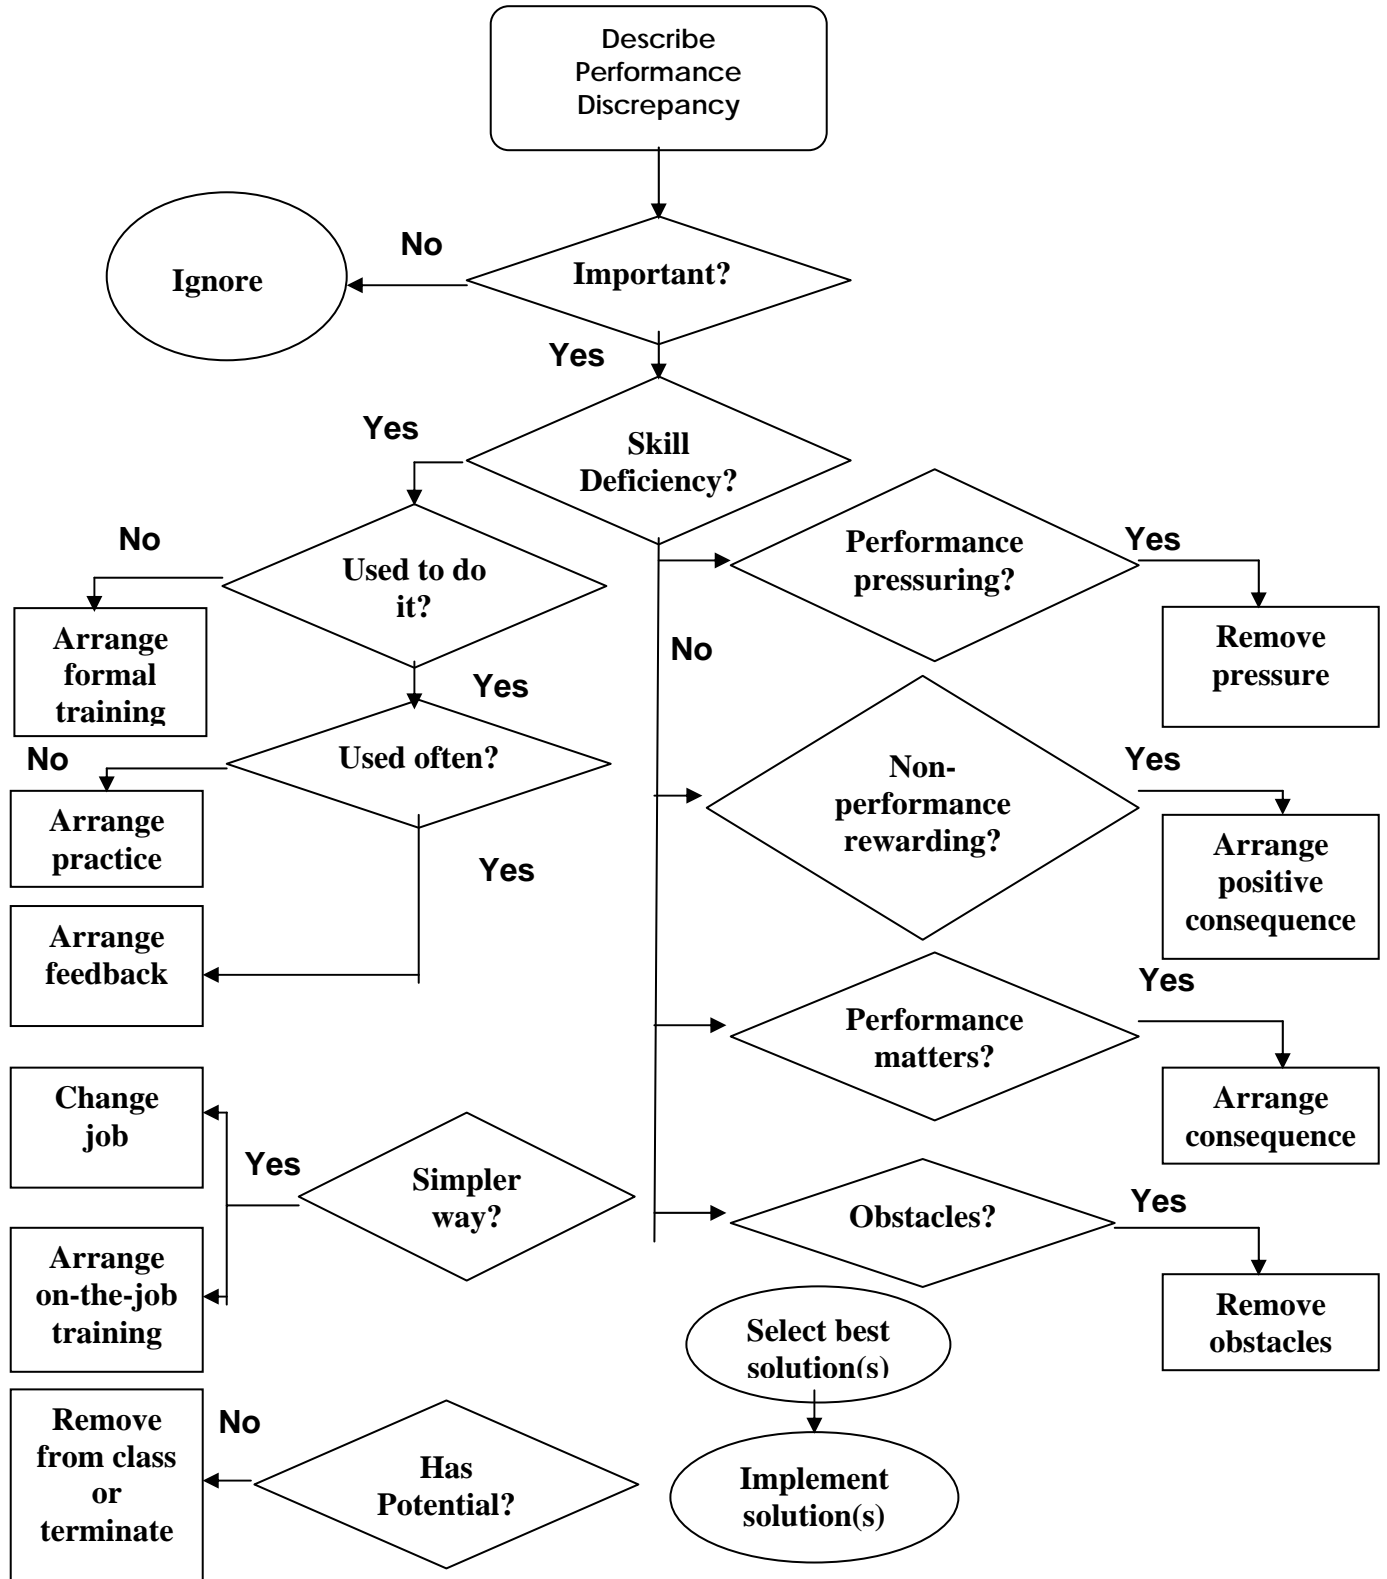 Describe
Performance
Discrepancy
No
Important?
Ignore
Yes
Yes
Skill
Deficiency?
No
Used to do
it?
Performance
pressuring?
Yes
Arrange
formal
training
Remove
pressure
No
Yes
No
Used often?
Yes
Non-
performance
rewarding?
Yes
Arrange
practice
Arrange
positive
consequence
Arrange
feedback
Performance
matters?
Yes
Arrange
consequence
Change
job
Yes
Simpler
way?
Obstacles?
Yes
Arrange
on-the-job
training
Remove
obstacles
Select best
solution(s)
Remove
from class
or
terminate
No
Has
Potential?
Implement
solution(s)